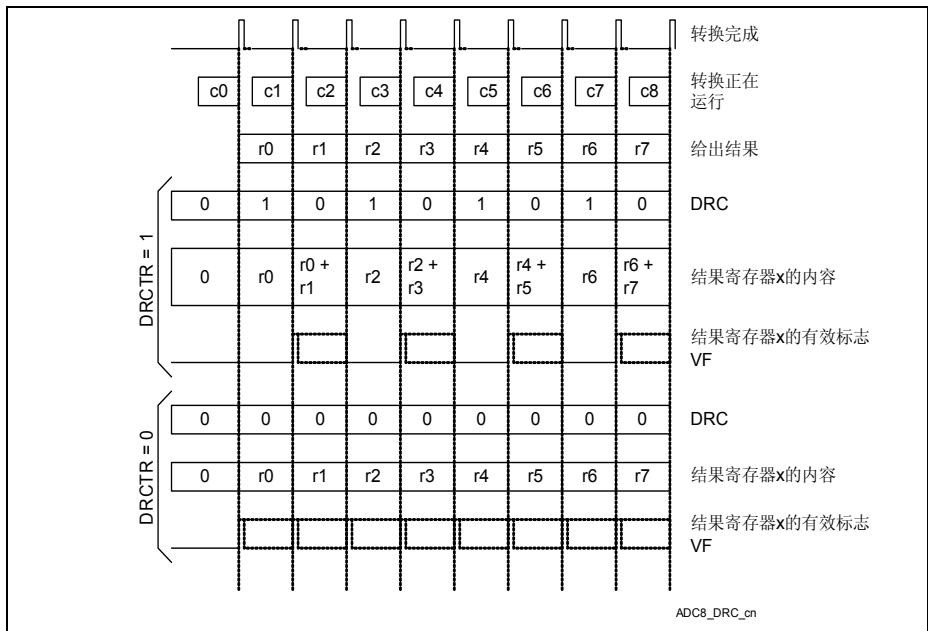 转换完成
c0 c1 c2 c3 c4 c5 c6 c7 c8
转换正在
运行
r0 r1 r2 r3 r4 r5 r6 r7
给出结果
DRCTR = 1
0 1 0 1 0 1 0 1 0
DRC
0 r0 r0 + r1 r2 r2 + r3 r4 r4 + r5 r6 r6 + r7
结果寄存器x的内容
结果寄存器x的有效标志
VF
DRCTR = 0
0 0 0 0 0 0 0 0 0
DRC
0 r0 r1 r2 r3 r4 r5 r6 r7
结果寄存器x的内容
结果寄存器x的有效标志
VF
ADC8_DRC_cn